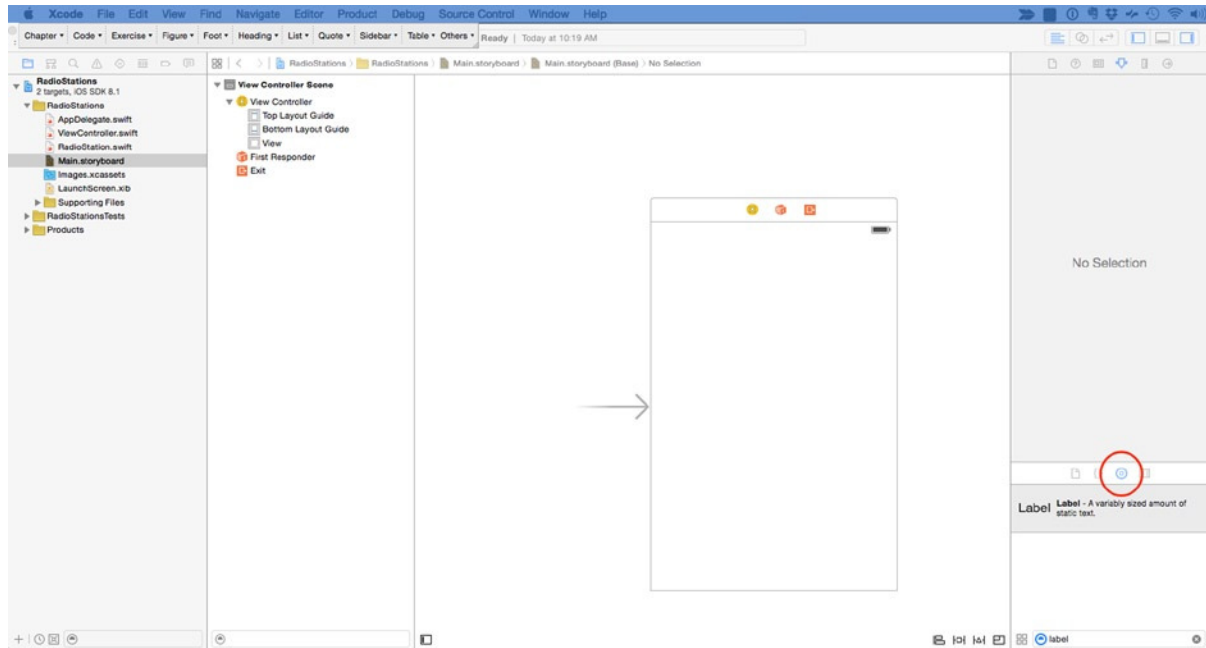 Xcode File Edit View Find Navigate Editor Product Debug Source Control Window Help
Chapter Code Exercise Figure Foot Heading List Quote Sidebar Table Others Ready | Today at 10:19 AM
RadioStations RadioStations Main.storyboard Main.storyboard (Base) No Selection
RadioStations
2 targets, iOS SDK 8.1
RadioStations
AppDelegate.swift
ViewController.swift
RadioStation.swift
Main.storyboard
Images.xcassets
LaunchScreen.xib
Supporting Files
RadioStationsTests
Products
View Controller Scene
View Controller
Top Layout Guide
Bottom Layout Guide
View
First Responder
Exit
No Selection
Label Label - A variably sized amount of
static text.
label